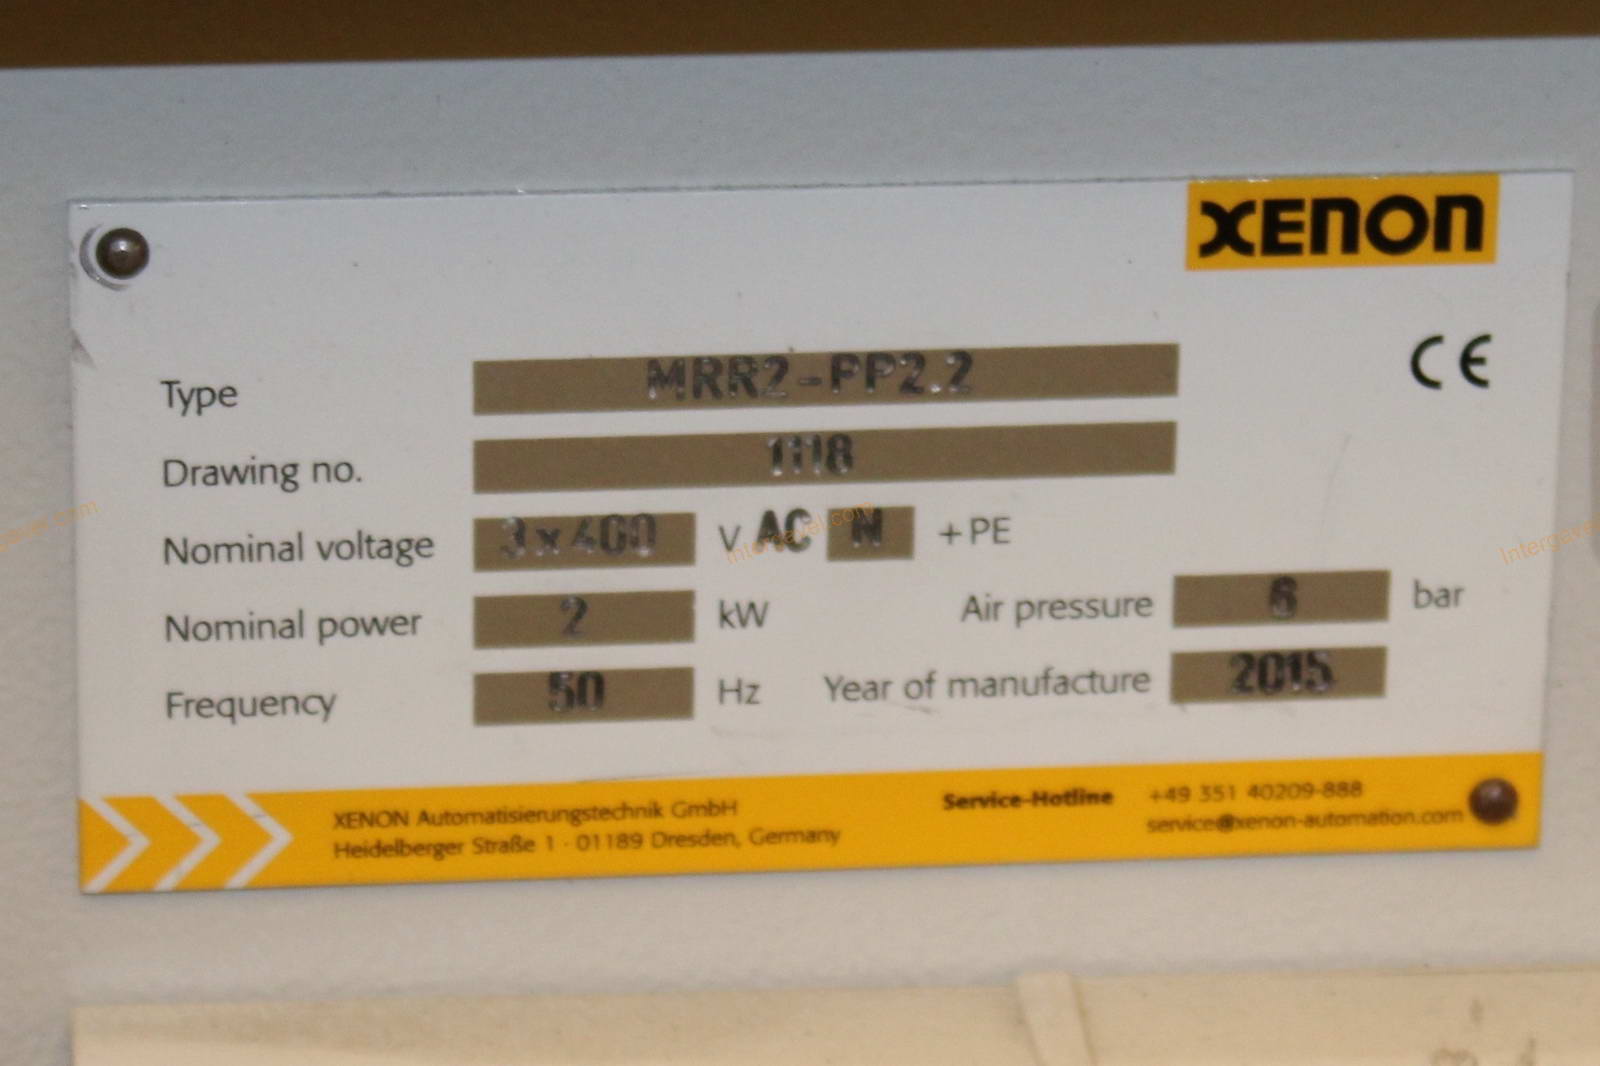 XENON
CE
Type MRR2-PP2.2
Drawing no. 1118
Nominal voltage 3x400 V AC N +PE
Nominal power 2 kW Air pressure 6 bar
Frequency 50 Hz Year of manufacture 2015
XENON Automatisierungstechnik GmbH
Heidelberger Straße 1 · 01189 Dresden, Germany
Service-Hotline +49 351 40209-888
service@xenon-automation.com
Intergavel.com